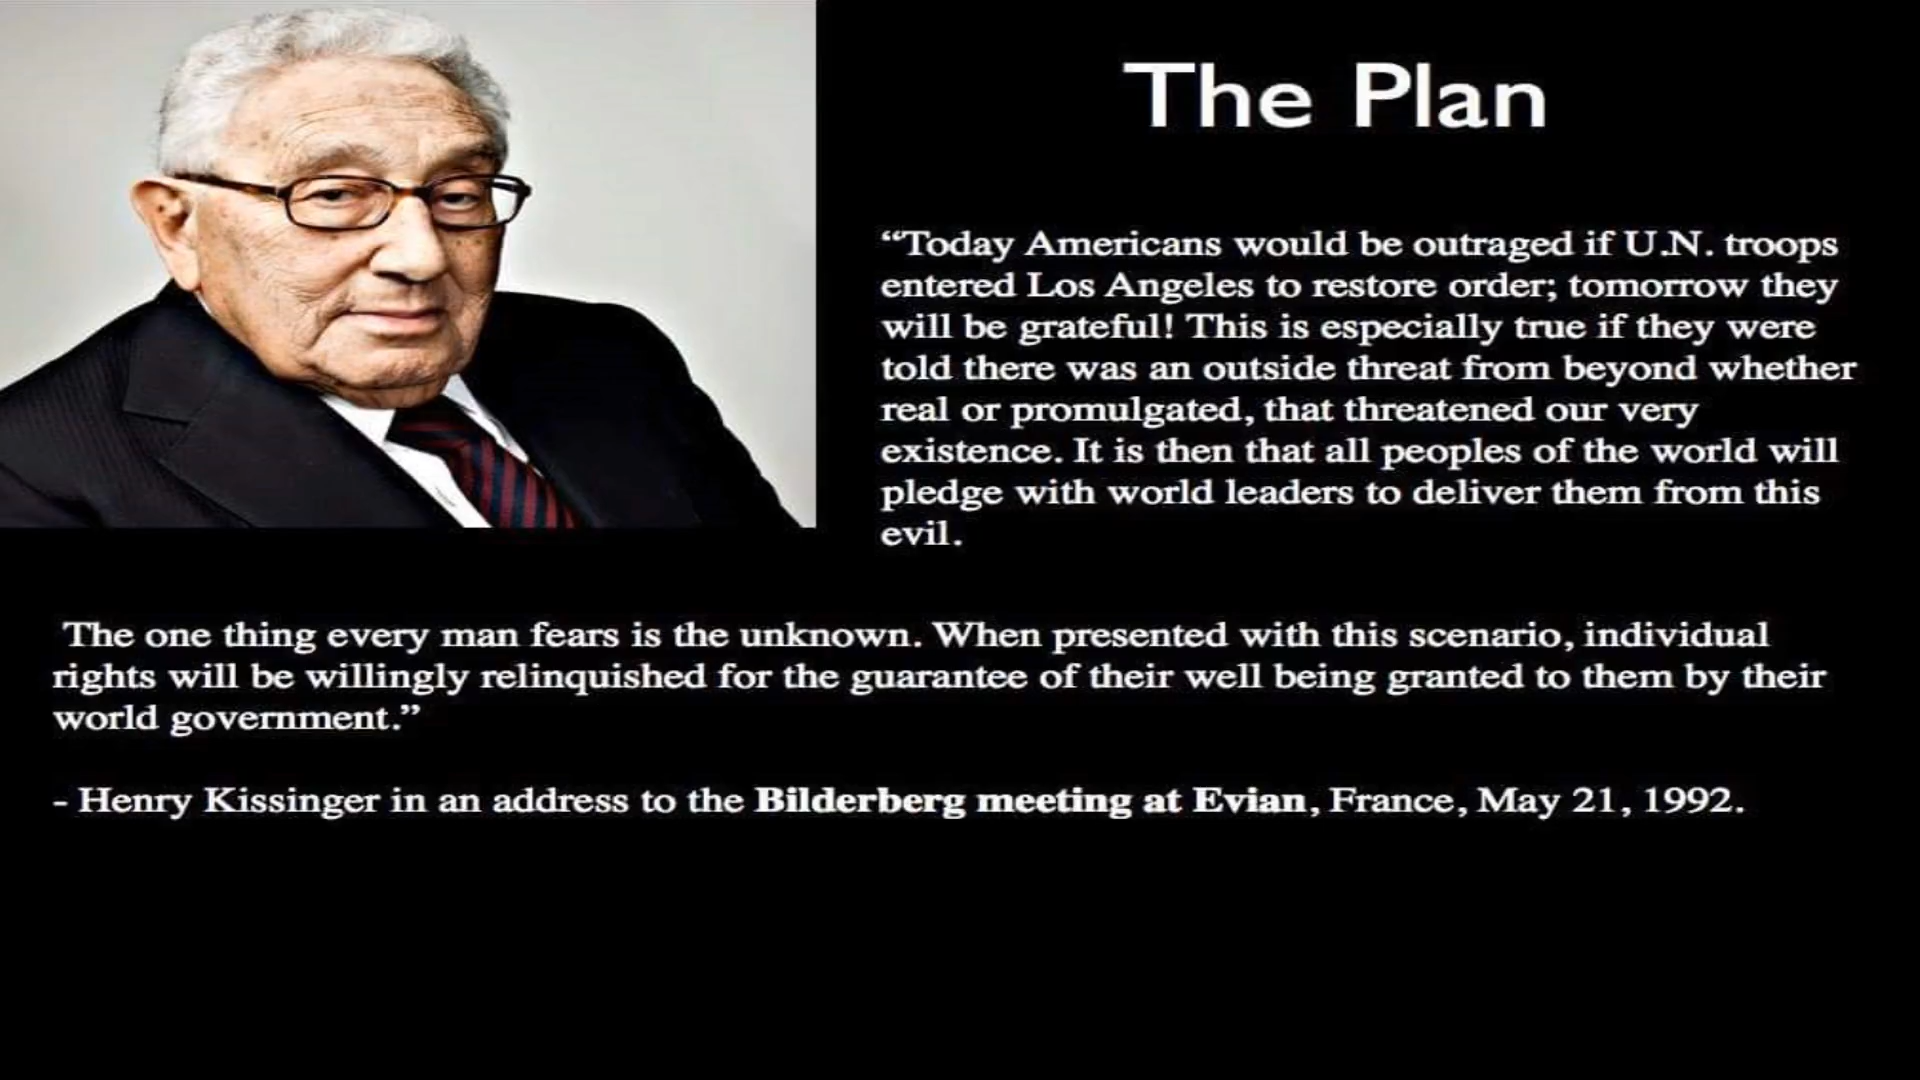 The Plan
“Today Americans would be outraged if U.N. troops
entered Los Angeles to restore order; tomorrow they
will be grateful! This is especially true if they were
told there was an outside threat from beyond whether
real or promulgated, that threatened our very
existence. It is then that all peoples of the world will
pledge with world leaders to deliver them from this
evil.
The one thing every man fears is the unknown. When presented with this scenario, individual
rights will be willingly relinquished for the guarantee of their well being granted to them by their
world government.”
- Henry Kissinger in an address to the Bilderberg meeting at Evian, France, May 21, 1992.